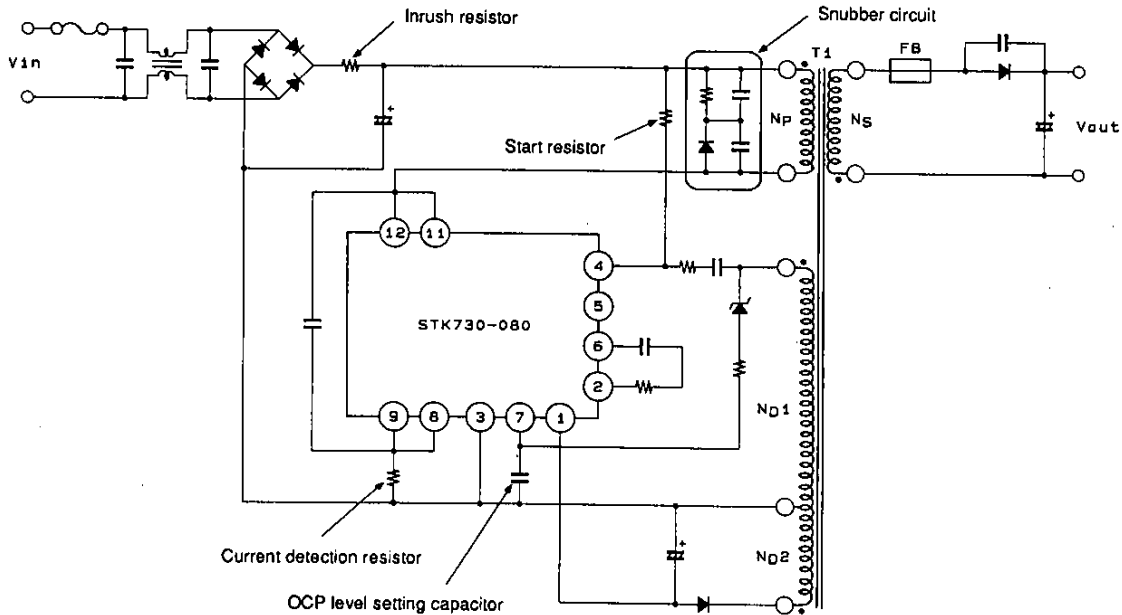 Inrush resistor
Snubber circuit
Vin
T1
FB
NP
NS
Vout
Start resistor
12
11
4
5
STK730-080
6
2
ND1
9
8
3
7
1
Current detection resistor
OCP level setting capacitor
ND2
+
+
+